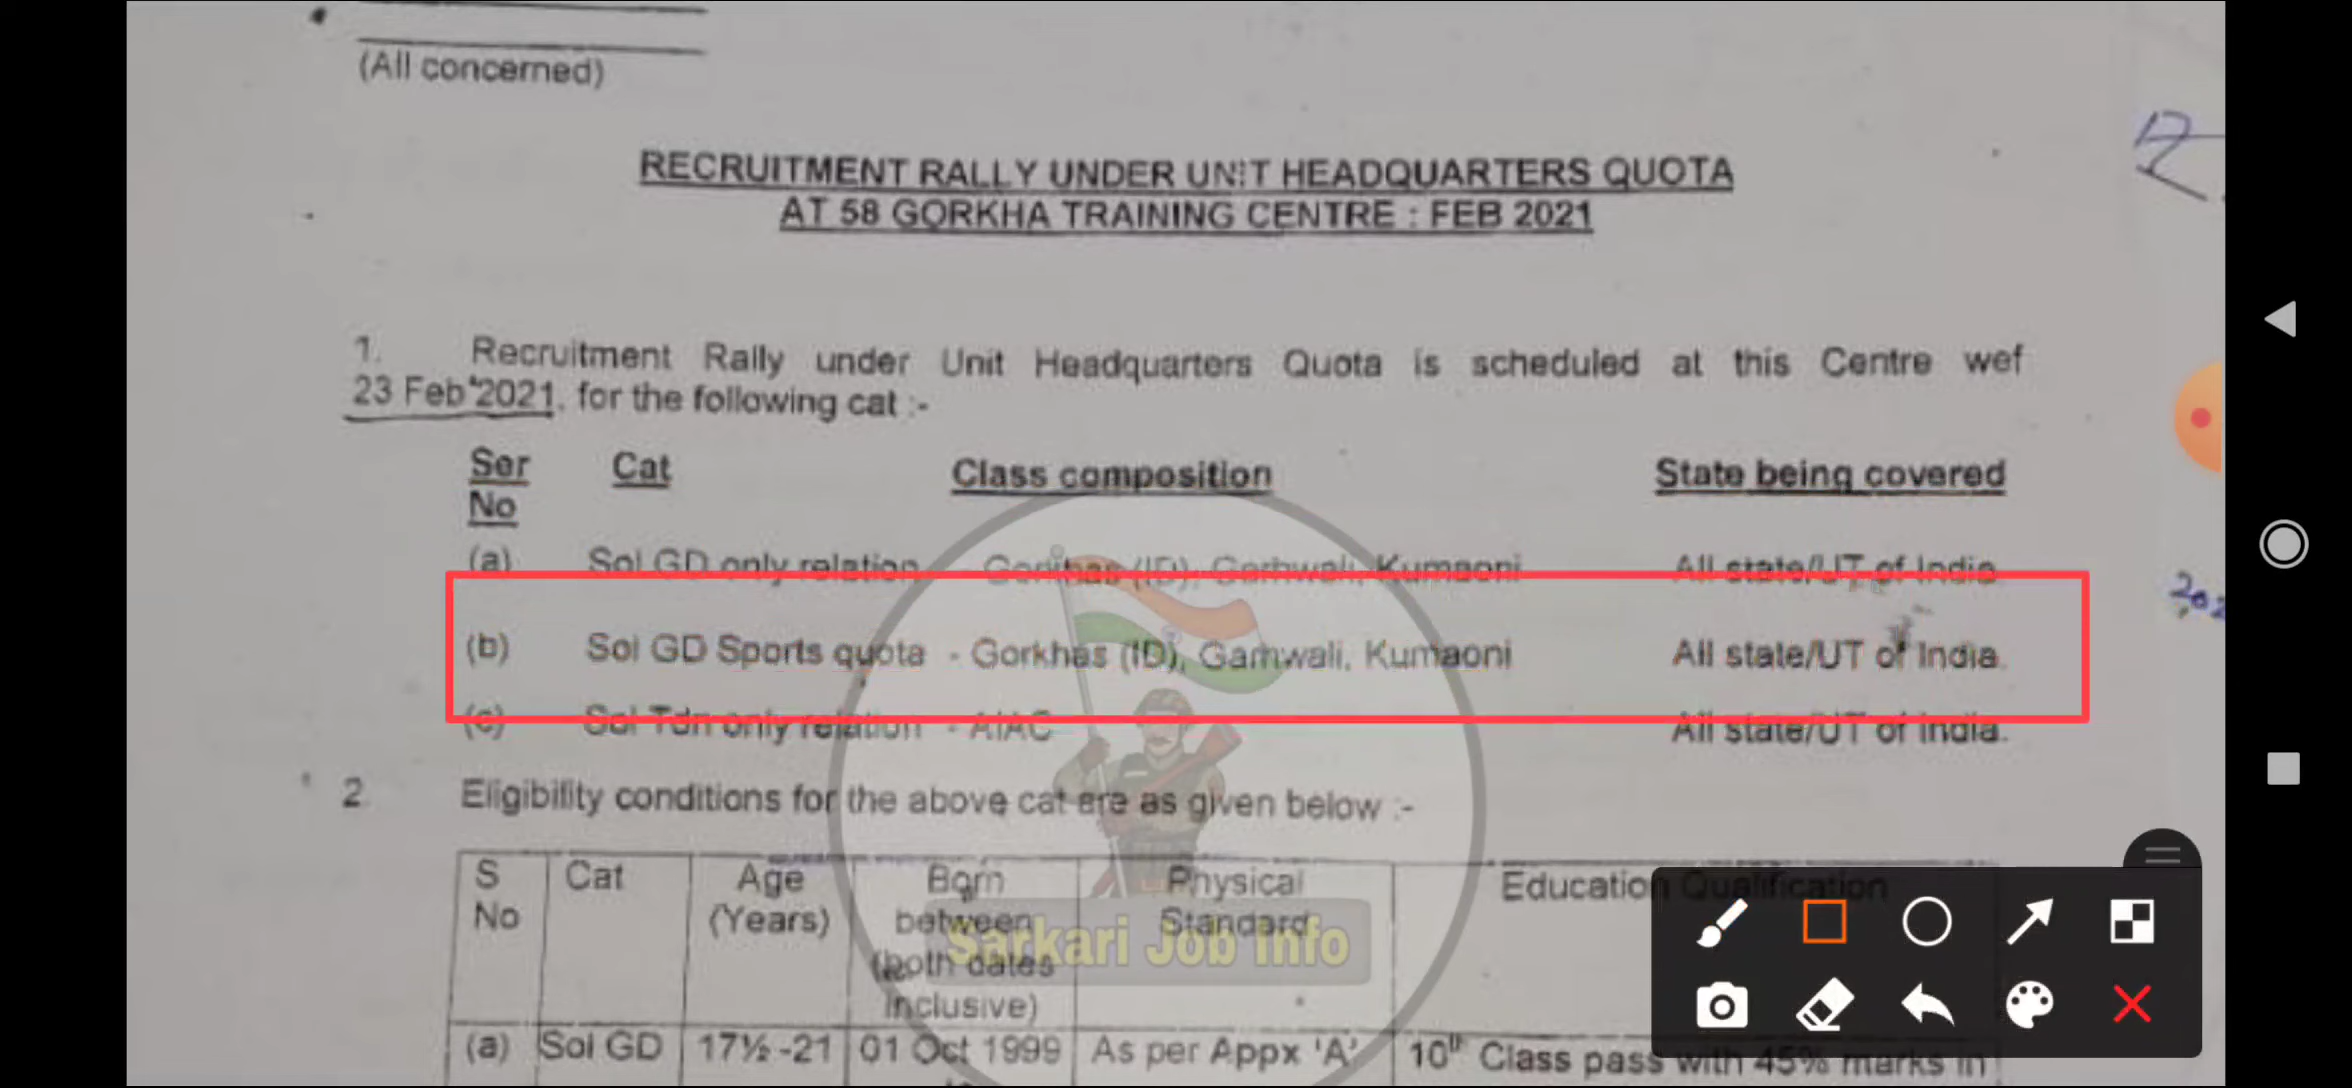 (All concerned)
RECRUITMENT RALLY UNDER UNIT HEADQUARTERS QUOTA
AT 58 GORKHA TRAINING CENTRE : FEB 2021
1. Recruitment Rally under Unit Headquarters Quota is scheduled at this Centre wef
23 Feb 2021, for the following cat :-
Ser No Cat Class composition State being covered
(a) Sol GD only relation - Gorkhas (ID), Garhwali, Kumaoni All state/UT of India
(b) Sol GD Sports quota - Gorkhas (ID), Garhwali, Kumaoni All state/UT of India.
(c) Sol Tdn only relation - AIAC All state/UT of India.
2 Eligibility conditions for the above cat are as given below :-
S No
Cat
Age (Years)
Born between (both dates inclusive)
Physical Standard
Education Qualification
Sarkari Job Info
(a) Sol GD 17½ -21 01 Oct 1999 As per Appx 'A' 10th Class pass with 45% marks in